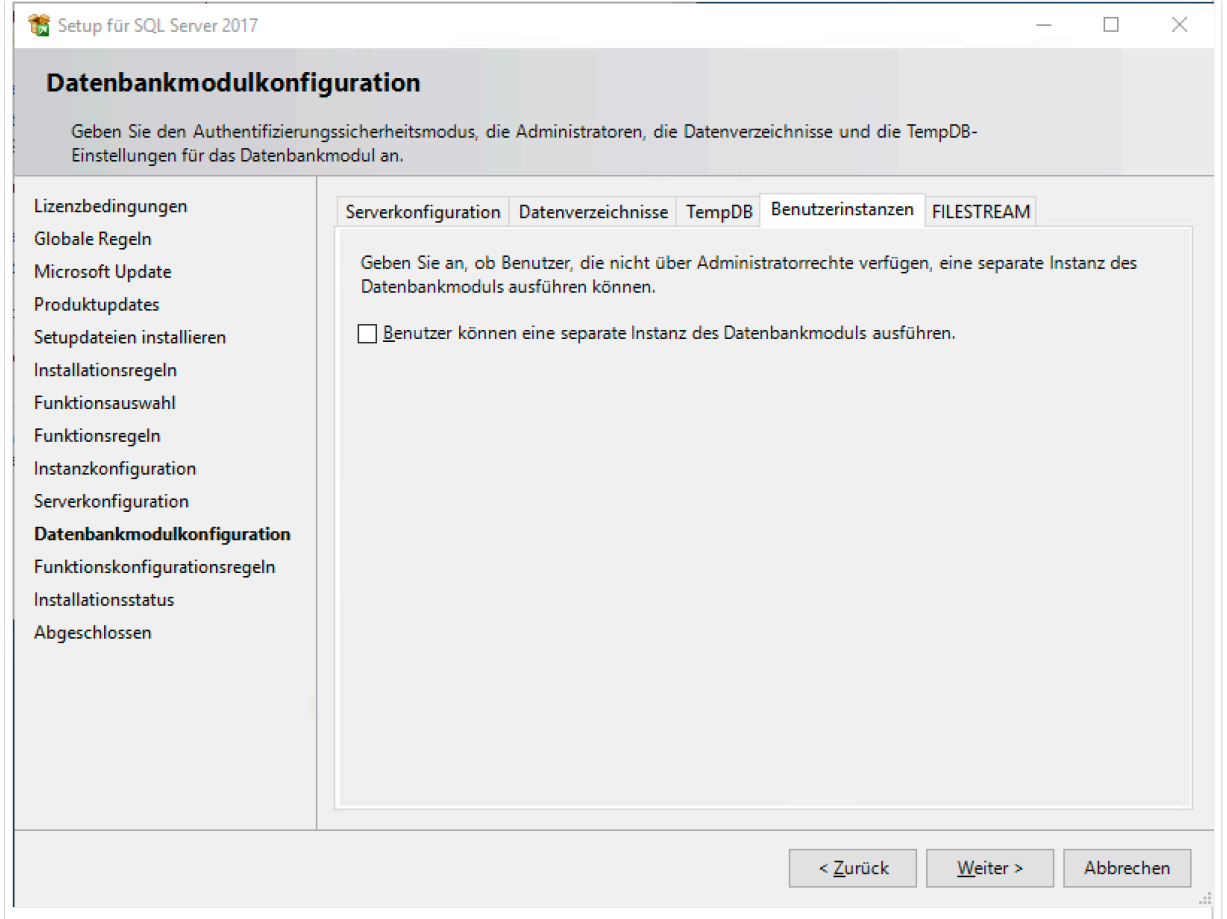 Setup für SQL Server 2017
Datenbankmodulkonfiguration
Geben Sie den Authentifizierungssicherheitsmodus, die Administratoren, die Datenverzeichnisse und die TempDB-
Einstellungen für das Datenbankmodul an.
Lizenzbedingungen
Globale Regeln
Microsoft Update
Produktupdates
Setupdateien installieren
Installationsregeln
Funktionsauswahl
Funktionsregeln
Instanzkonfiguration
Serverkonfiguration
Datenbankmodulkonfiguration
Funktionskonfigurationsregeln
Installationsstatus
Abgeschlossen
Serverkonfiguration Datenverzeichnisse TempDB Benutzerinstanzen FILESTREAM
Geben Sie an, ob Benutzer, die nicht über Administratorrechte verfügen, eine separate Instanz des
Datenbankmoduls ausführen können.
Benutzer können eine separate Instanz des Datenbankmoduls ausführen.
< Zurück Weiter > Abbrechen